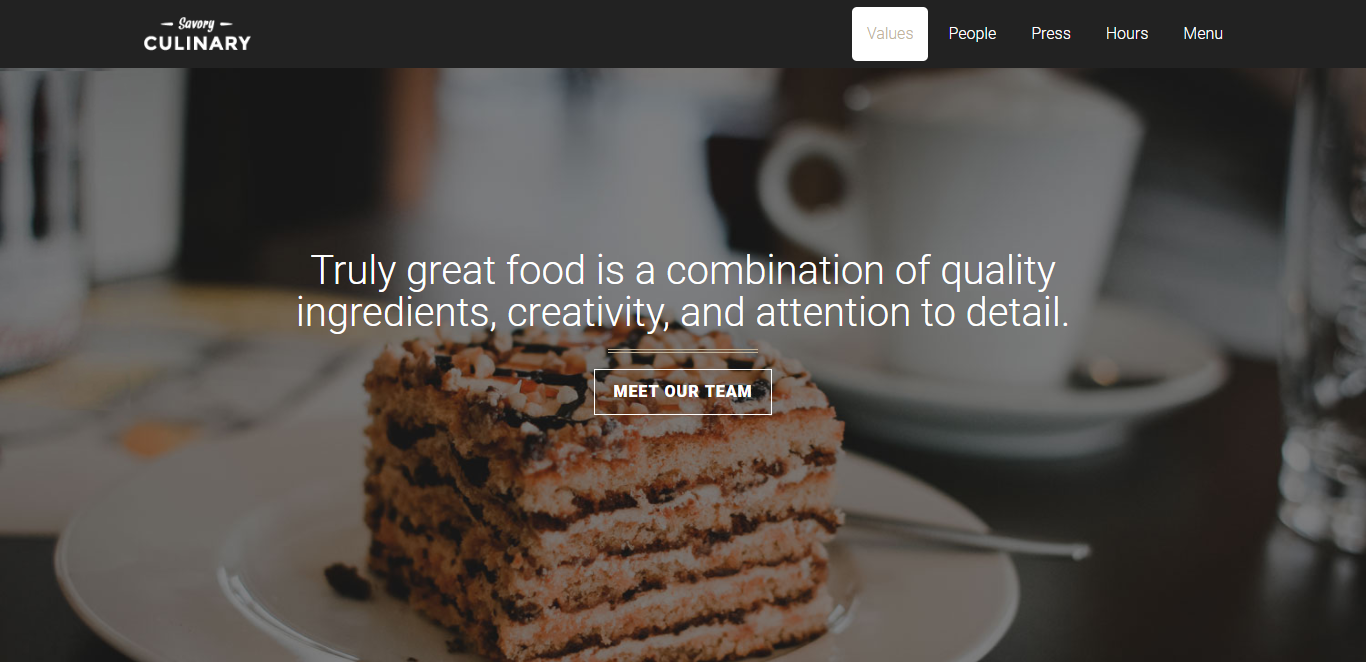 Savory
CULINARY
Values People Press Hours Menu
Truly great food is a combination of quality
ingredients, creativity, and attention to detail.
MEET OUR TEAM